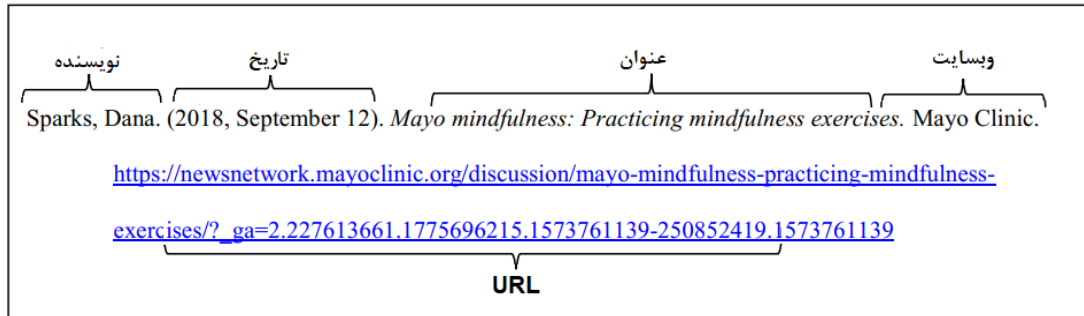 نویسنده تاریخ عنوان وبسایت
Sparks, Dana. (2018, September 12). Mayo mindfulness: Practicing mindfulness exercises. Mayo Clinic.
https://newsnetwork.mayoclinic.org/discussion/mayo-mindfulness-practicing-mindfulness-
exercises/?_ga=2.227613661.1775696215.1573761139-250852419.1573761139
URL